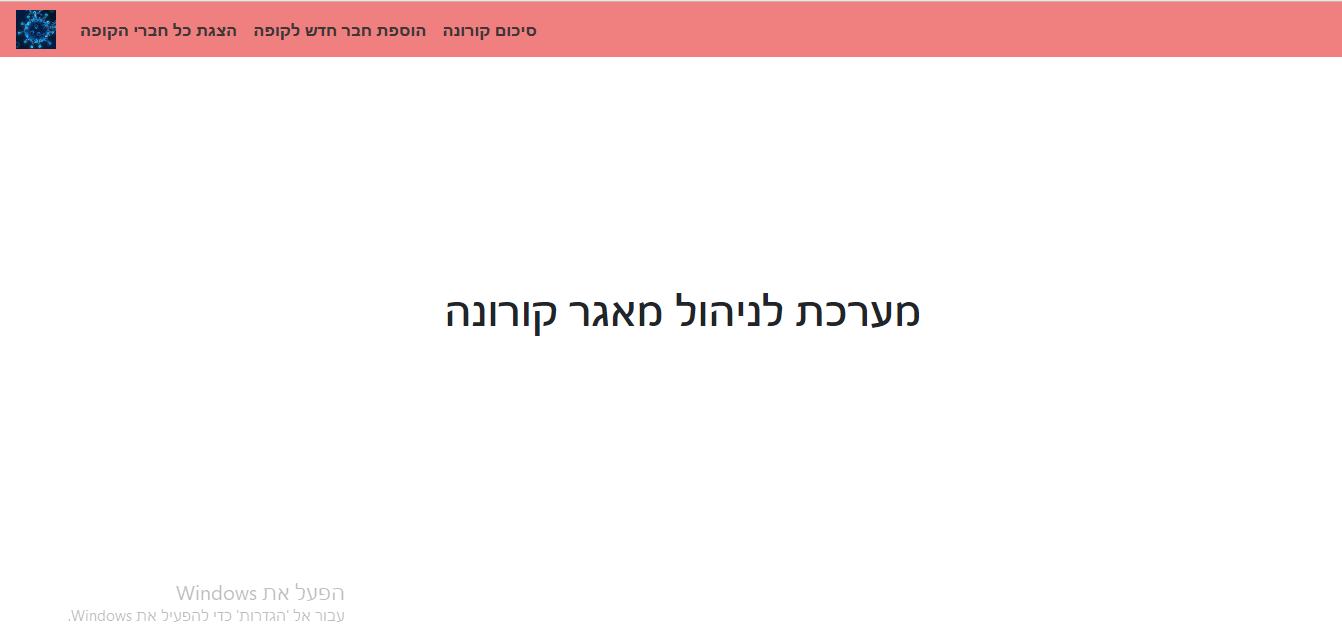 הצגת כל חברי הקופה
הוספת חבר חדש לקופה
סיכום קורונה
מערכת לניהול מאגר קורונה
הפעל את Windows
עבור אל 'הגדרות' כדי להפעיל את Windows.